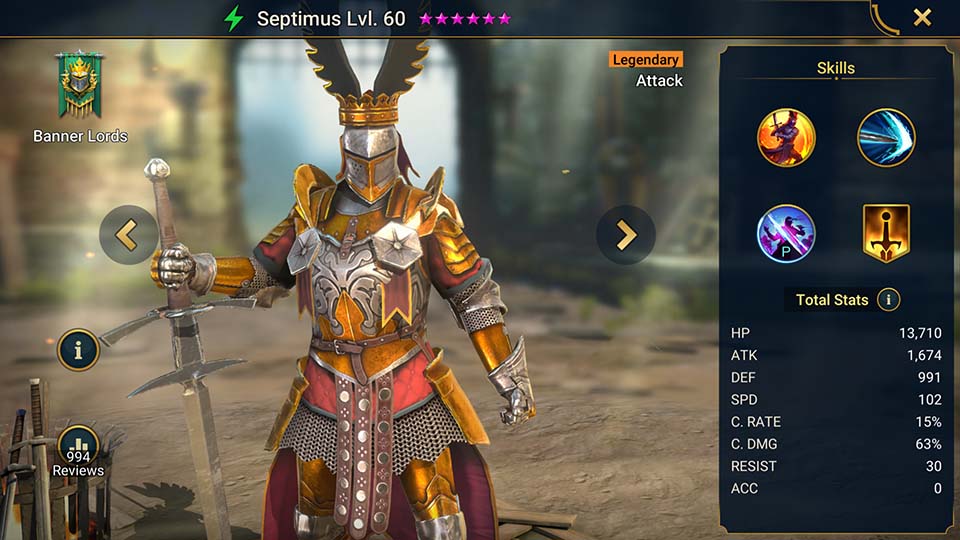 Septimus Lvl. 60
Banner Lords
Legendary
Attack
994
Reviews
Skills
P
Total Stats
HP 13,710
ATK 1,674
DEF 991
SPD 102
C. RATE 15%
C. DMG 63%
RESIST 30
ACC 0